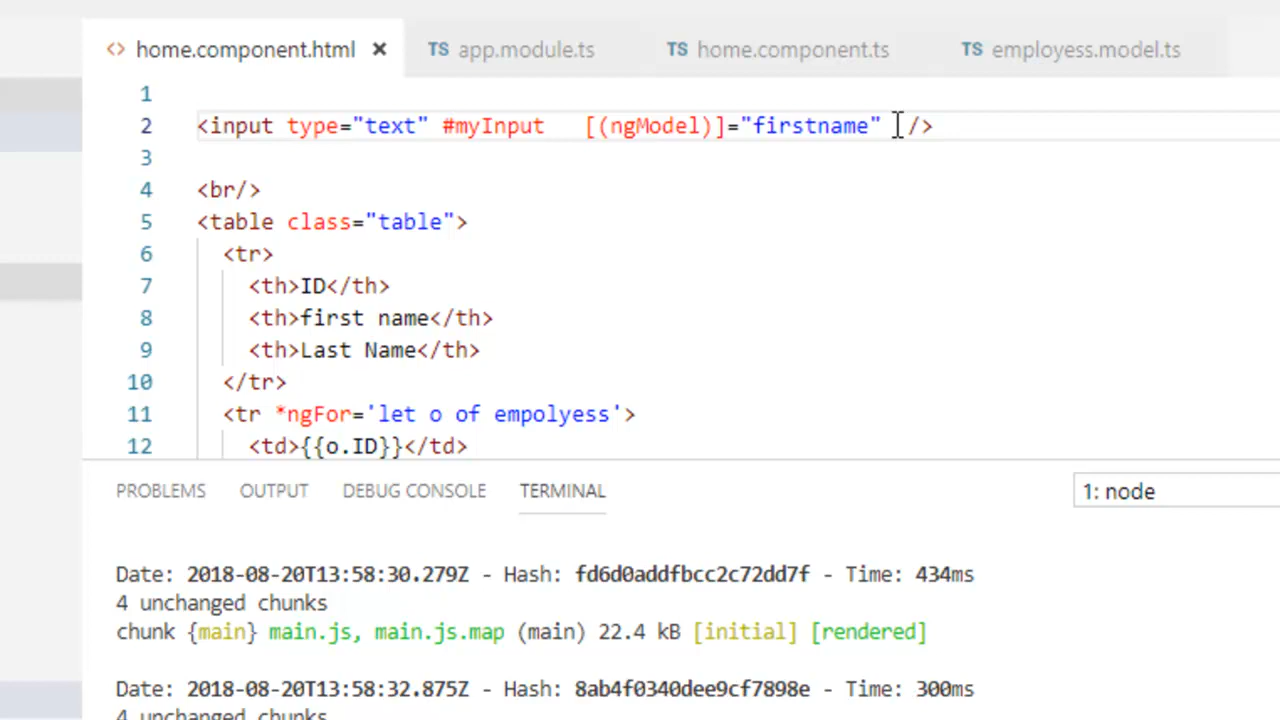 <> home.component.html × TS app.module.ts TS home.component.ts TS employess.model.ts
1
2 <input type="text" #myInput [(ngModel)]="firstname" />
3
4 <br/>
5 <table class="table">
6 <tr>
7 <th>ID</th>
8 <th>first name</th>
9 <th>Last Name</th>
10 </tr>
11 <tr *ngFor='let o of empolyess'>
12 <td>{{o.ID}}</td>
PROBLEMS OUTPUT DEBUG CONSOLE TERMINAL 1: node
Date: 2018-08-20T13:58:30.279Z - Hash: fd6d0addfbcc2c72dd7f - Time: 434ms
4 unchanged chunks
chunk {main} main.js, main.js.map (main) 22.4 kB [initial] [rendered]
Date: 2018-08-20T13:58:32.875Z - Hash: 8ab4f0340dee9cf7898e - Time: 300ms
4 unchanged chunks